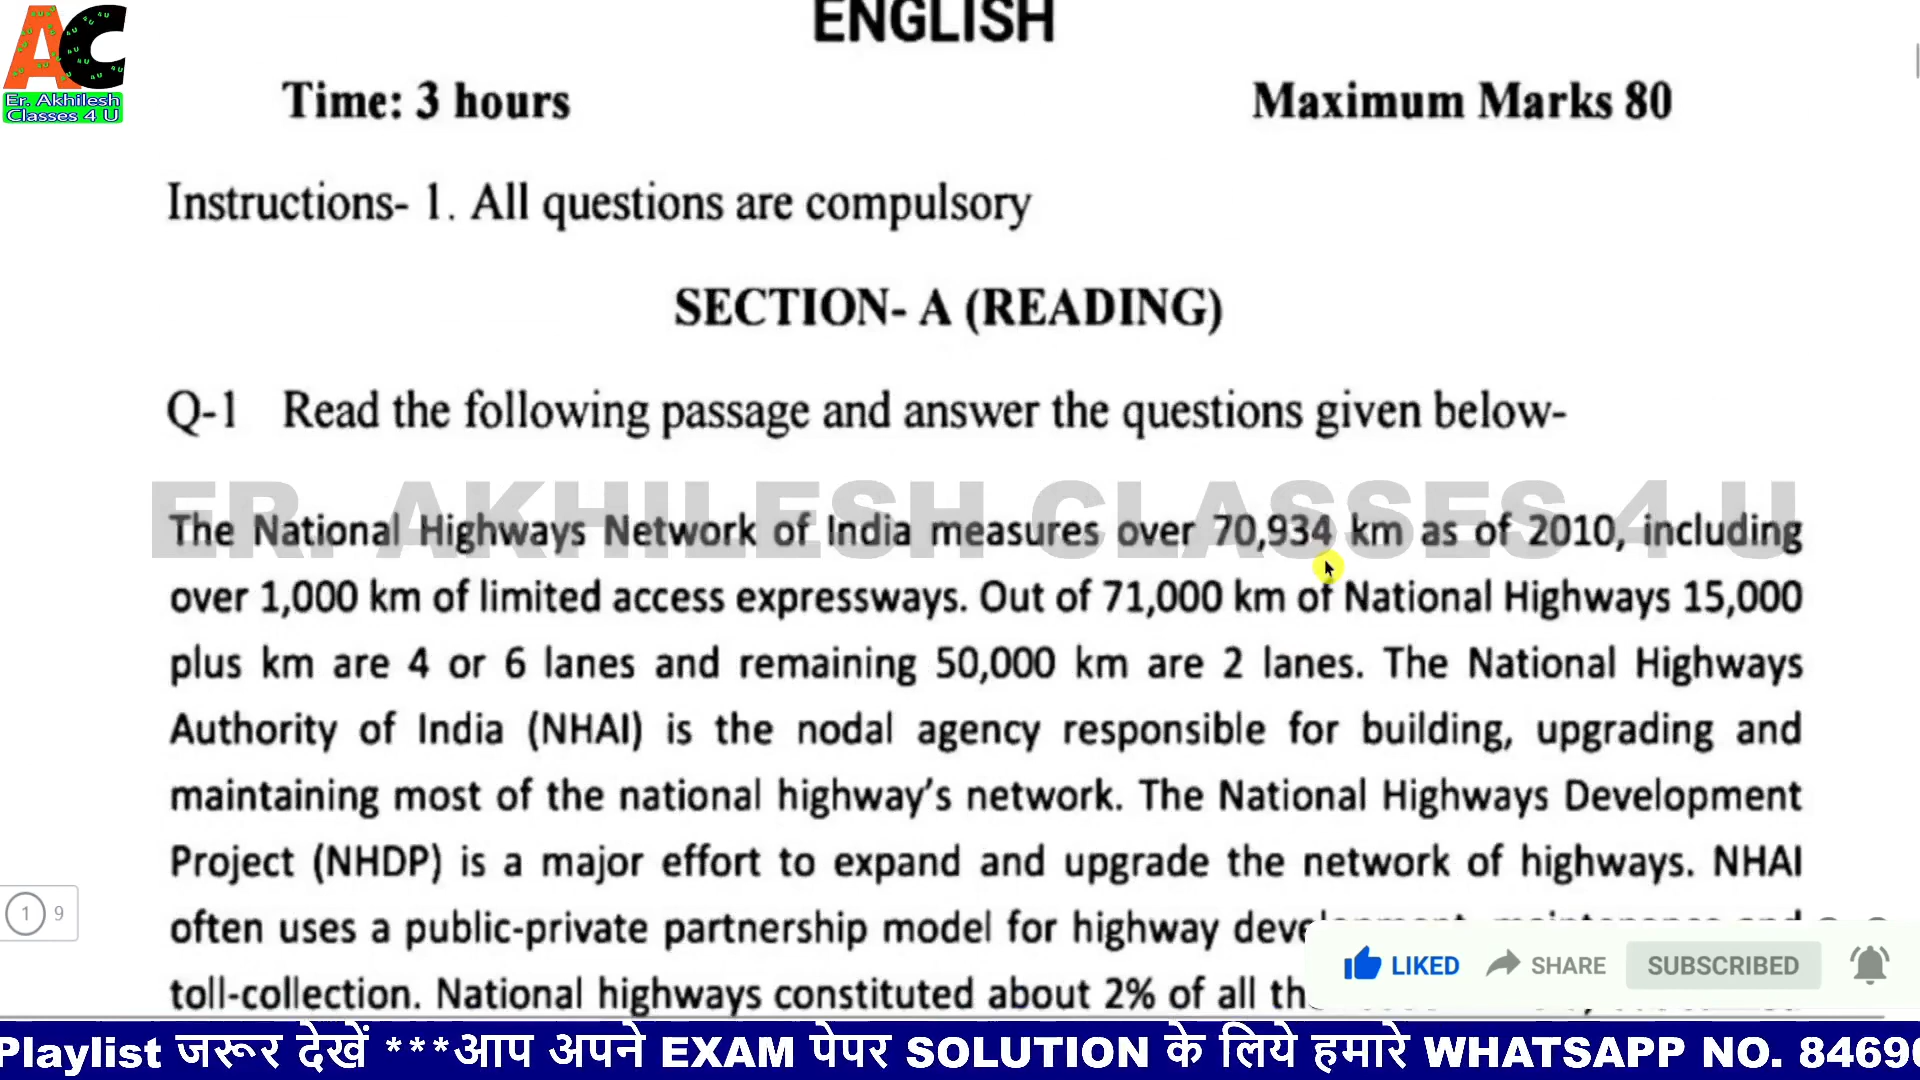 ENGLISH
AC
Er. Akhilesh
Classes 4 U
Time: 3 hours Maximum Marks 80
Instructions- 1. All questions are compulsory
SECTION- A (READING)
Q-1 Read the following passage and answer the questions given below-
ER. AKHILESH CLASSES 4 U
The National Highways Network of India measures over 70,934 km as of 2010, including
over 1,000 km of limited access expressways. Out of 71,000 km of National Highways 15,000
plus km are 4 or 6 lanes and remaining 50,000 km are 2 lanes. The National Highways
Authority of India (NHAI) is the nodal agency responsible for building, upgrading and
maintaining most of the national highway's network. The National Highways Development
Project (NHDP) is a major effort to expand and upgrade the network of highways. NHAI
often uses a public-private partnership model for highway development, maintenance and
toll-collection. National highways constituted about 2% of all
1 9
LIKED SHARE SUBSCRIBED
Playlist जरूर देखें ***आप अपने EXAM पेपर SOLUTION के लिये हमारे WHATSAPP NO. 8469